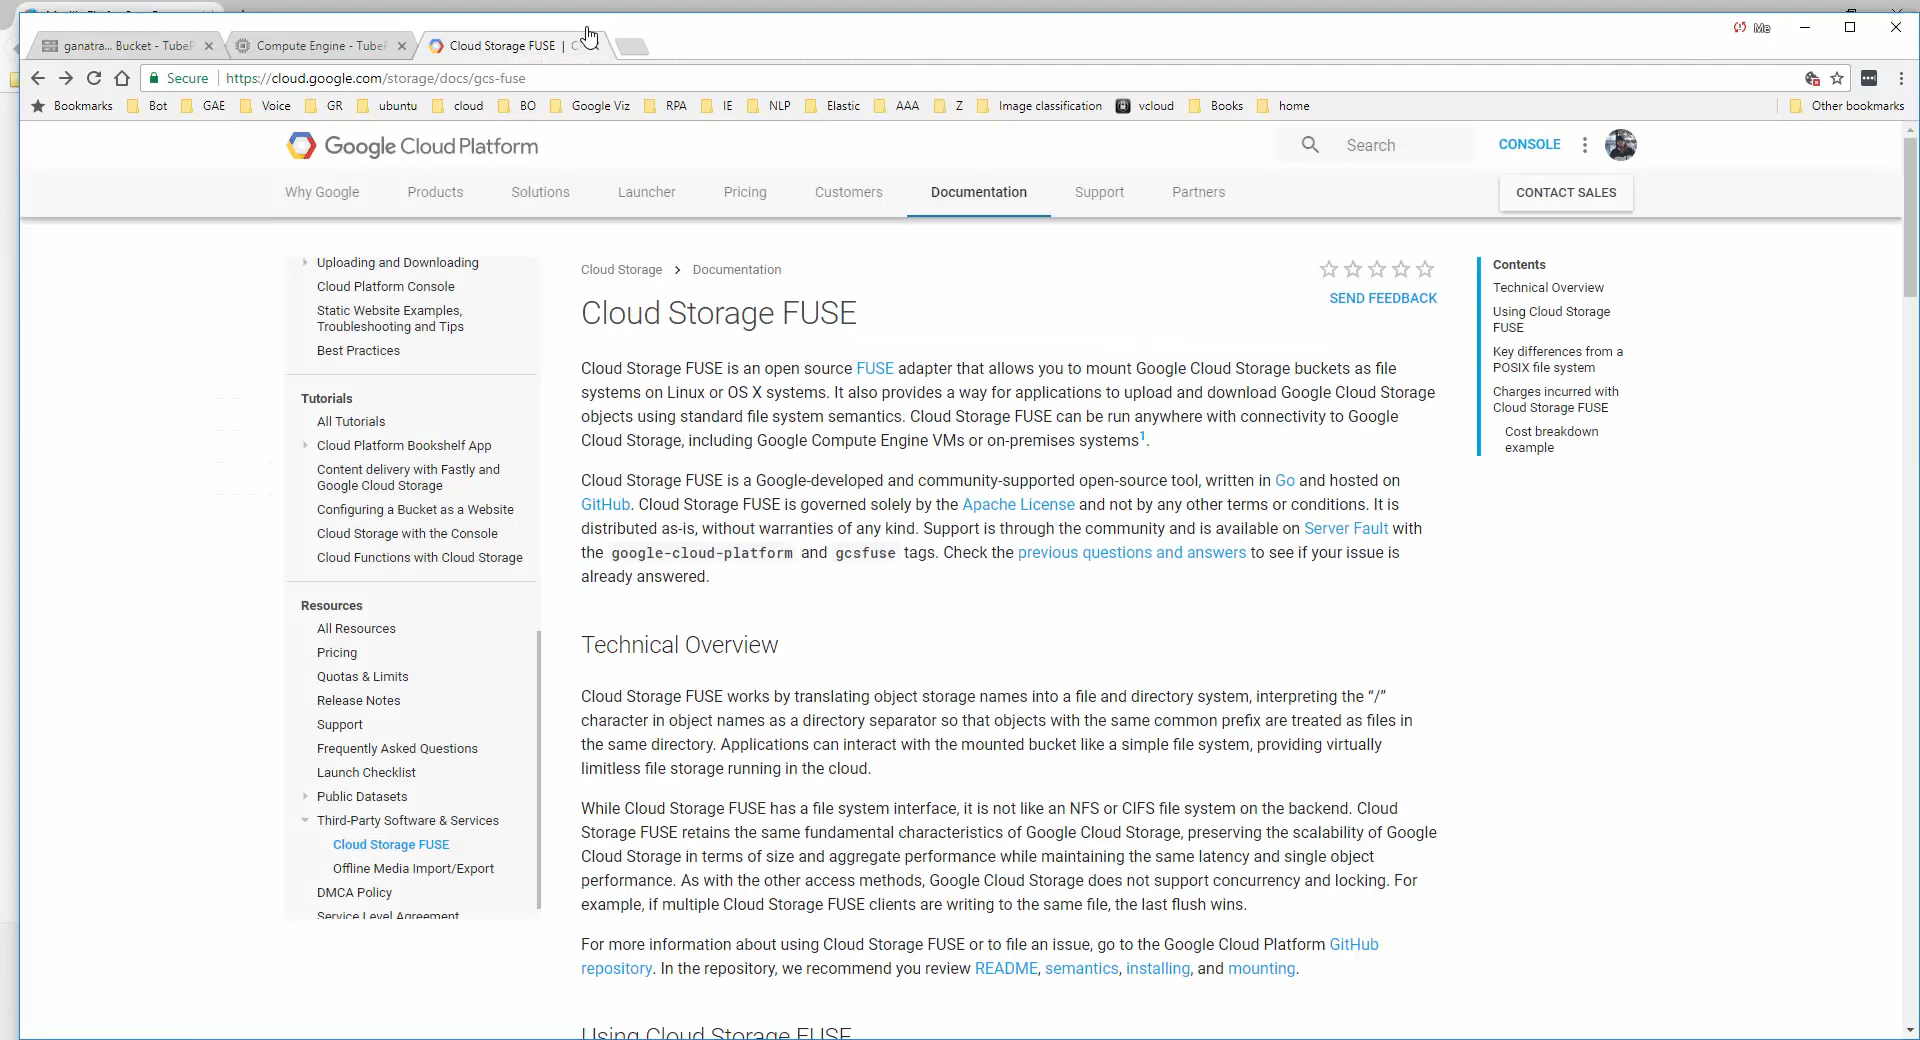 ganatra... Bucket - TubeP
Compute Engine - TubeP
Cloud Storage FUSE |
Me
Secure
https://cloud.google.com/storage/docs/gcs-fuse
Bookmarks
Bot
GAE
Voice
GR
ubuntu
cloud
BO
Google Viz
RPA
IE
NLP
Elastic
AAA
Z
Image classification
vcloud
Books
home
Other bookmarks
Google Cloud Platform
Search
CONSOLE
Why Google
Products
Solutions
Launcher
Pricing
Customers
Documentation
Support
Partners
CONTACT SALES
Uploading and Downloading
Cloud Platform Console
Static Website Examples,
Troubleshooting and Tips
Best Practices
Tutorials
All Tutorials
Cloud Platform Bookshelf App
Content delivery with Fastly and
Google Cloud Storage
Configuring a Bucket as a Website
Cloud Storage with the Console
Cloud Functions with Cloud Storage
Resources
All Resources
Pricing
Quotas & Limits
Release Notes
Support
Frequently Asked Questions
Launch Checklist
Public Datasets
Third-Party Software & Services
Cloud Storage FUSE
Offline Media Import/Export
DMCA Policy
Service Level Agreement
Cloud Storage > Documentation
SEND FEEDBACK
Cloud Storage FUSE
Cloud Storage FUSE is an open source FUSE adapter that allows you to mount Google Cloud Storage buckets as file
systems on Linux or OS X systems. It also provides a way for applications to upload and download Google Cloud Storage
objects using standard file system semantics. Cloud Storage FUSE can be run anywhere with connectivity to Google
Cloud Storage, including Google Compute Engine VMs or on-premises systems1.
Cloud Storage FUSE is a Google-developed and community-supported open-source tool, written in Go and hosted on
GitHub. Cloud Storage FUSE is governed solely by the Apache License and not by any other terms or conditions. It is
distributed as-is, without warranties of any kind. Support is through the community and is available on Server Fault with
the google-cloud-platform and gcsfuse tags. Check the previous questions and answers to see if your issue is
already answered.
Technical Overview
Cloud Storage FUSE works by translating object storage names into a file and directory system, interpreting the “/”
character in object names as a directory separator so that objects with the same common prefix are treated as files in
the same directory. Applications can interact with the mounted bucket like a simple file system, providing virtually
limitless file storage running in the cloud.
While Cloud Storage FUSE has a file system interface, it is not like an NFS or CIFS file system on the backend. Cloud
Storage FUSE retains the same fundamental characteristics of Google Cloud Storage, preserving the scalability of Google
Cloud Storage in terms of size and aggregate performance while maintaining the same latency and single object
performance. As with the other access methods, Google Cloud Storage does not support concurrency and locking. For
example, if multiple Cloud Storage FUSE clients are writing to the same file, the last flush wins.
For more information about using Cloud Storage FUSE or to file an issue, go to the Google Cloud Platform GitHub
repository. In the repository, we recommend you review README, semantics, installing, and mounting.
Using Cloud Storage FUSE
Contents
Technical Overview
Using Cloud Storage
FUSE
Key differences from a
POSIX file system
Charges incurred with
Cloud Storage FUSE
Cost breakdown
example